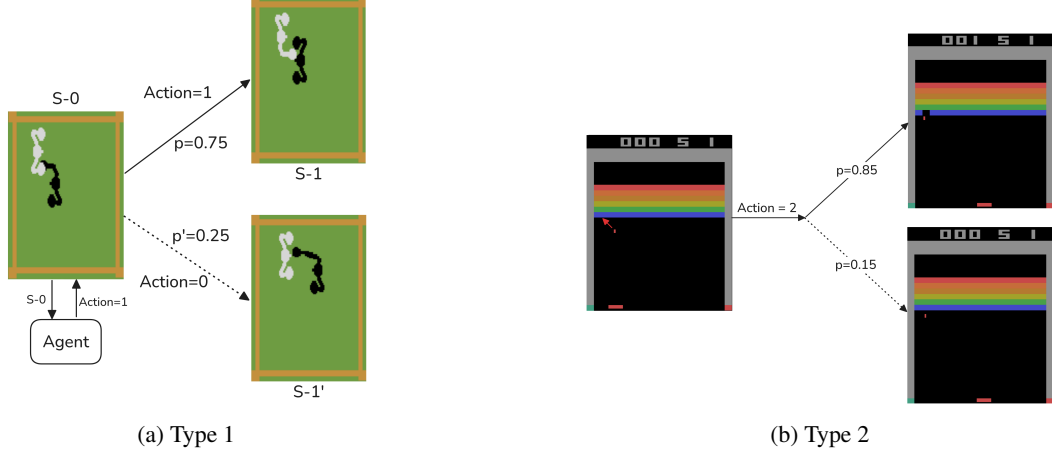 S-0
Action=1
p=0.75
S-1
p'=0.25
Action=0
S-1'
S-0
Action=1
Agent
(a) Type 1
000 5 1
Action = 2
p=0.85
001 5 1
p=0.15
000 5 1
(b) Type 2